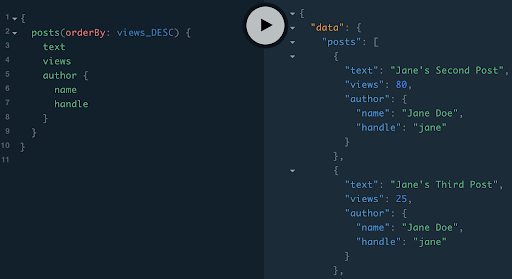 1 {
2 posts(orderBy: views_DESC) {
3 text
4 views
5 author {
6 name
7 handle
8 }
9 }
10 }
11
{
"data": {
"posts": [
{
"text": "Jane's Second Post",
"views": 80,
"author": {
"name": "Jane Doe",
"handle": "jane"
}
},
{
"text": "Jane's Third Post",
"views": 25,
"author": {
"name": "Jane Doe",
"handle": "jane"
}
},